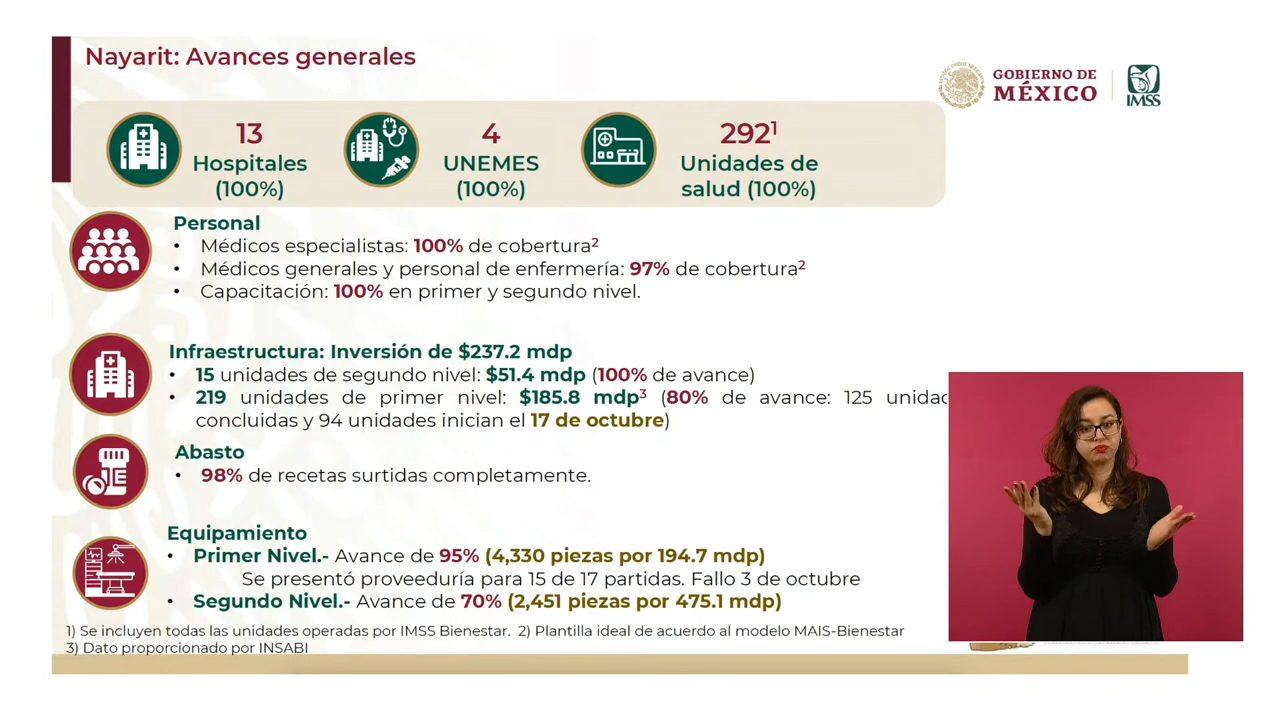 Nayarit: Avances generales
GOBIERNO DE
MÉXICO
IMSS
13
Hospitales
(100%)
4
UNEMES
(100%)
292¹
Unidades de
salud (100%)
Personal
• Médicos especialistas: 100% de cobertura²
• Médicos generales y personal de enfermería: 97% de cobertura²
• Capacitación: 100% en primer y segundo nivel.
Infraestructura: Inversión de $237.2 mdp
• 15 unidades de segundo nivel: $51.4 mdp (100% de avance)
• 219 unidades de primer nivel: $185.8 mdp³ (80% de avance: 125 unidad
concluidas y 94 unidades inician el 17 de octubre)
Abasto
• 98% de recetas surtidas completamente.
Equipamiento
• Primer Nivel.- Avance de 95% (4,330 piezas por 194.7 mdp)
Se presentó proveeduría para 15 de 17 partidas. Fallo 3 de octubre
• Segundo Nivel.- Avance de 70% (2,451 piezas por 475.1 mdp)
1) Se incluyen todas las unidades operadas por IMSS Bienestar. 2) Plantilla ideal de acuerdo al modelo MAIS-Bienestar
3) Dato proporcionado por INSABI